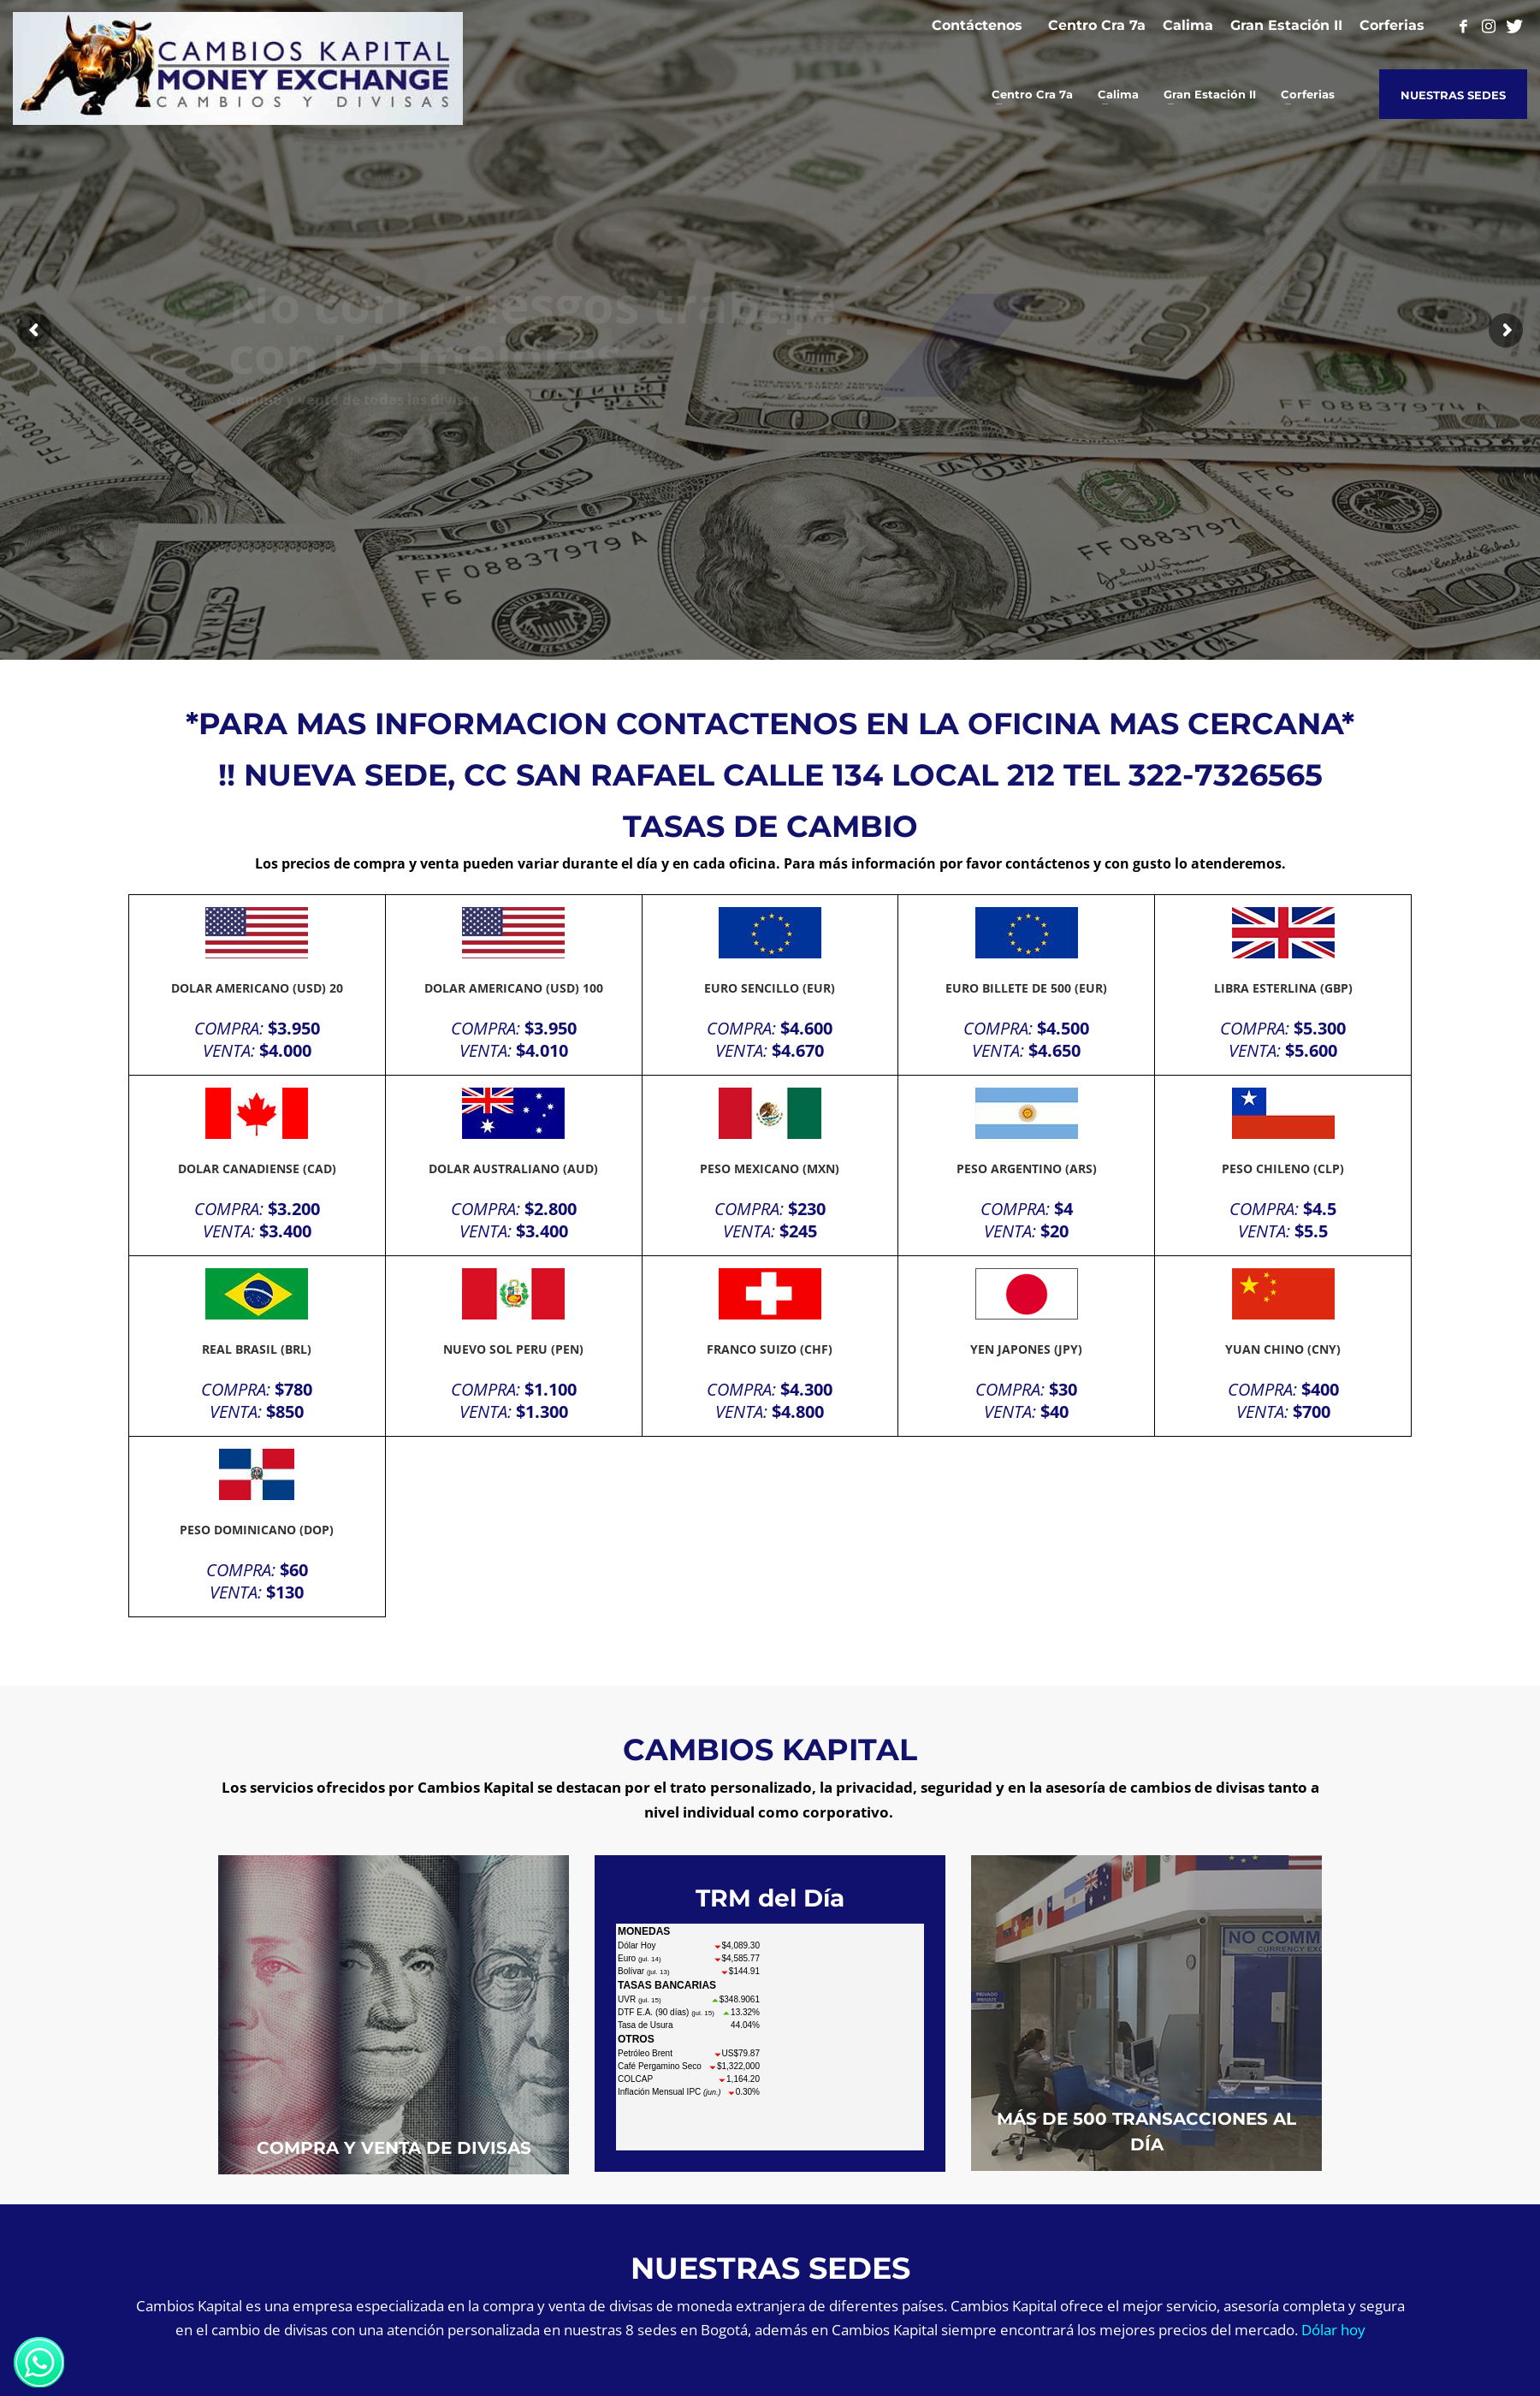 CAMBIOS KAPITAL
MONEY EXCHANGE
CAMBIOS Y DIVISAS
Contáctenos Centro Cra 7a Calima Gran Estación II Corferias
Centro Cra 7a Calima Gran Estación II Corferias NUESTRAS SEDES
No corra riesgos trabaje
con los mejores
Cambio y venta de todas las divisas
*PARA MAS INFORMACION CONTACTENOS EN LA OFICINA MAS CERCANA*
!! NUEVA SEDE, CC SAN RAFAEL CALLE 134 LOCAL 212 TEL 322-7326565
TASAS DE CAMBIO
Los precios de compra y venta pueden variar durante el día y en cada oficina. Para más información por favor contáctenos y con gusto lo atenderemos.
DOLAR AMERICANO (USD) 20
COMPRA: $3.950
VENTA: $4.000
DOLAR AMERICANO (USD) 100
COMPRA: $3.950
VENTA: $4.010
EURO SENCILLO (EUR)
COMPRA: $4.600
VENTA: $4.670
EURO BILLETE DE 500 (EUR)
COMPRA: $4.500
VENTA: $4.650
LIBRA ESTERLINA (GBP)
COMPRA: $5.300
VENTA: $5.600
DOLAR CANADIENSE (CAD)
COMPRA: $3.200
VENTA: $3.400
DOLAR AUSTRALIANO (AUD)
COMPRA: $2.800
VENTA: $3.400
PESO MEXICANO (MXN)
COMPRA: $230
VENTA: $245
PESO ARGENTINO (ARS)
COMPRA: $4
VENTA: $20
PESO CHILENO (CLP)
COMPRA: $4.5
VENTA: $5.5
REAL BRASIL (BRL)
COMPRA: $780
VENTA: $850
NUEVO SOL PERU (PEN)
COMPRA: $1.100
VENTA: $1.300
FRANCO SUIZO (CHF)
COMPRA: $4.300
VENTA: $4.800
YEN JAPONES (JPY)
COMPRA: $30
VENTA: $40
YUAN CHINO (CNY)
COMPRA: $400
VENTA: $700
PESO DOMINICANO (DOP)
COMPRA: $60
VENTA: $130
CAMBIOS KAPITAL
Los servicios ofrecidos por Cambios Kapital se destacan por el trato personalizado, la privacidad, seguridad y en la asesoría de cambios de divisas tanto a
nivel individual como corporativo.
COMPRA Y VENTA DE DIVISAS
TRM del Día
MONEDAS
Dólar Hoy $4,089.30
Euro (jul. 14) $4,585.77
Bolívar (jul. 13) $144.91
TASAS BANCARIAS
UVR (jul. 15) $348.9061
DTF E.A. (90 días) (jul. 15) 13.32%
Tasa de Usura 44.04%
OTROS
Petróleo Brent US$79.87
Café Pergamino Seco $1,322,000
COLCAP 1,164.20
Inflación Mensual IPC (jun.) 0.30%
NO COMM
CURRENCY EXC
MÁS DE 500 TRANSACCIONES AL
DÍA
NUESTRAS SEDES
Cambios Kapital es una empresa especializada en la compra y venta de divisas de moneda extranjera de diferentes países. Cambios Kapital ofrece el mejor servicio, asesoría completa y segura
en el cambio de divisas con una atención personalizada en nuestras 8 sedes en Bogotá, además en Cambios Kapital siempre encontrará los mejores precios del mercado. Dólar hoy